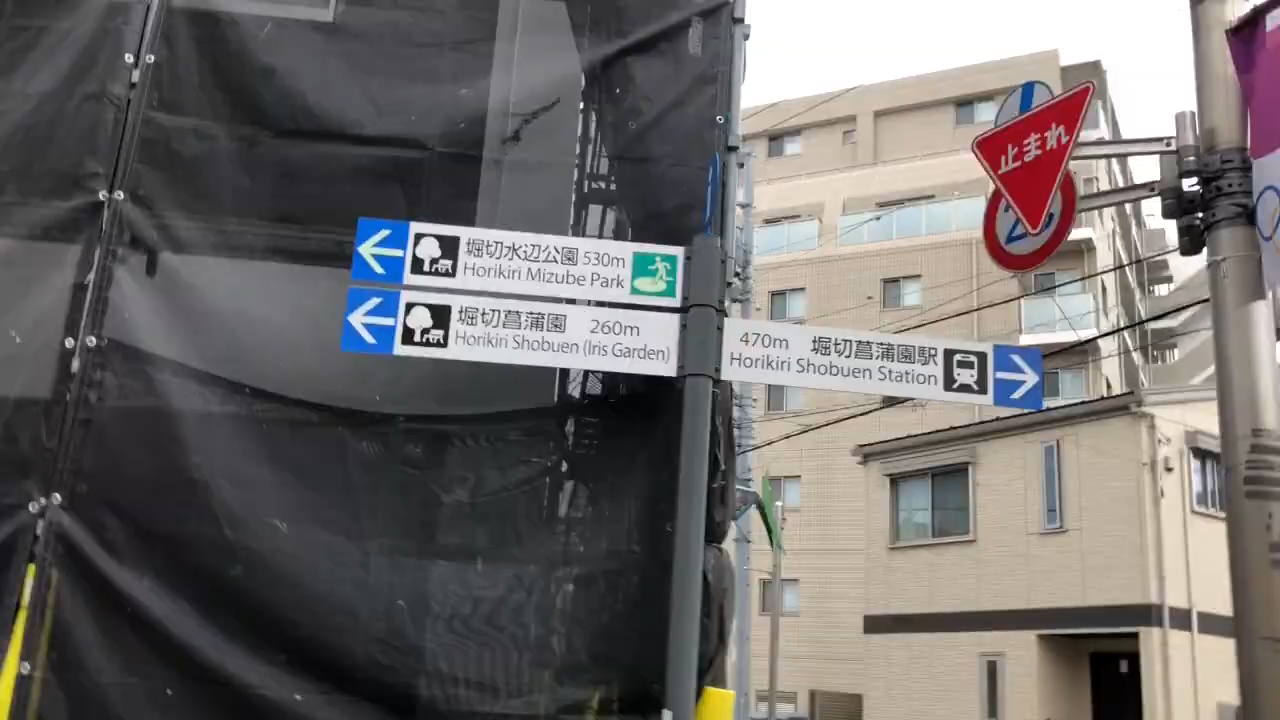 堀切水辺公園 530m
Horikiri Mizube Park
堀切菖蒲園 260m
Horikiri Shobuen (Iris Garden)
470m 堀切菖蒲園駅
Horikiri Shobuen Station
止まれ